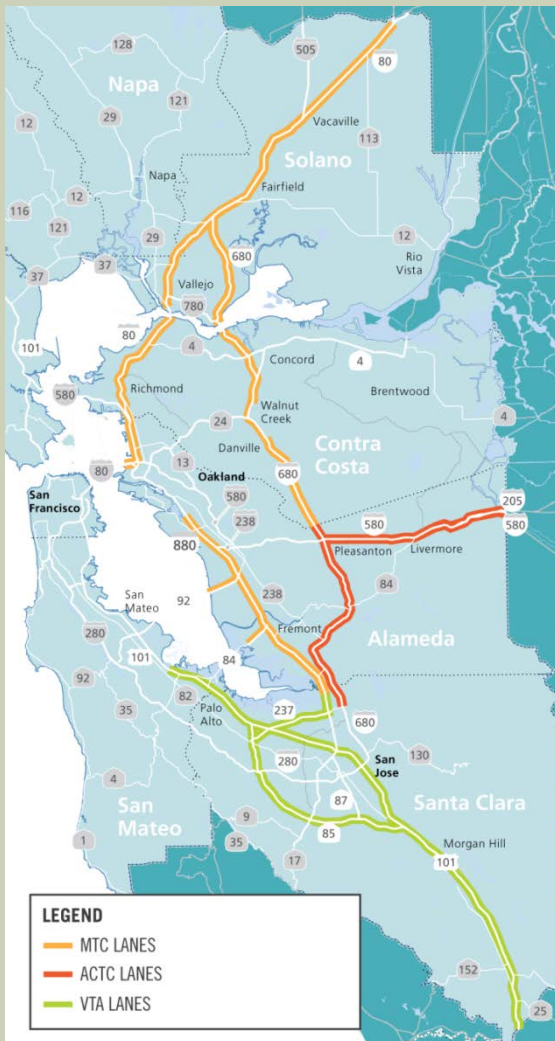 505
128
80
Napa
121
29
Vacaville
12
113
Solano
Napa
Fairfield
12
116
121
29
12
680
Rio
Vista
37
37
Vallejo
780
101
80
4
Concord
4
Richmond
Brentwood
580
Walnut
Creek
4
24
Danville
Contra
Costa
13
80
Oakland
680
San
Francisco
580
205
238
580
580
880
Pleasanton
Livermore
San
Mateo
92
238
84
280
Fremont
Alameda
101
84
92
82
Palo
Alto
237
680
35
280
San
Jose
130
4
87
San
Mateo
Santa Clara
9
85
1
35
Morgan Hill
17
101
LEGEND
MTC LANES
ACTC LANES
VTA LANES
152
25